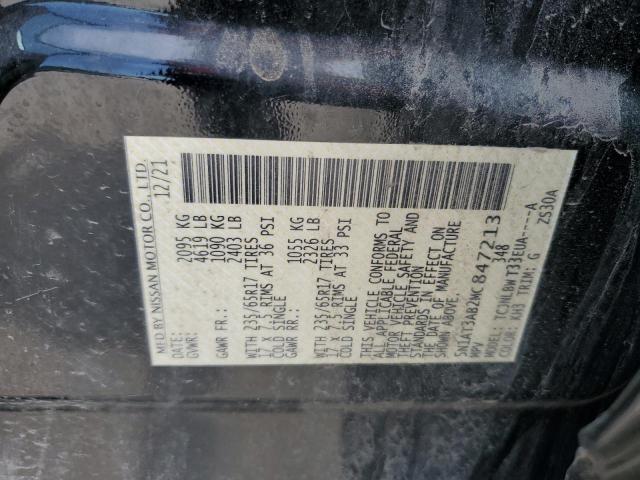 MFD BY NISSAN MOTOR CO., LTD.
DATE: 12/21
GVWR: 2095 KG
4619 LB
GAWR FR.: 1090 KG
2403 LB
WITH 235/65R17 TIRES
17 X 7.5 RIMS AT 36 PSI
COLD SINGLE
GAWR RR.: 1055 KG
2326 LB
WITH 235/65R17 TIRES
17 X 7.5 RIMS AT 33 PSI
COLD SINGLE
THIS VEHICLE CONFORMS TO
ALL APPLICABLE FEDERAL
MOTOR VEHICLE SAFETY AND
THEFT PREVENTION
STANDARDS IN EFFECT ON
THE DATE OF MANUFACTURE
SHOWN ABOVE.
5N1AT3AB2NC 847213
MPV 348
MODEL: TCJNLBWT33EUA----A
COLOR: KH3 TRIM: G ZS30A